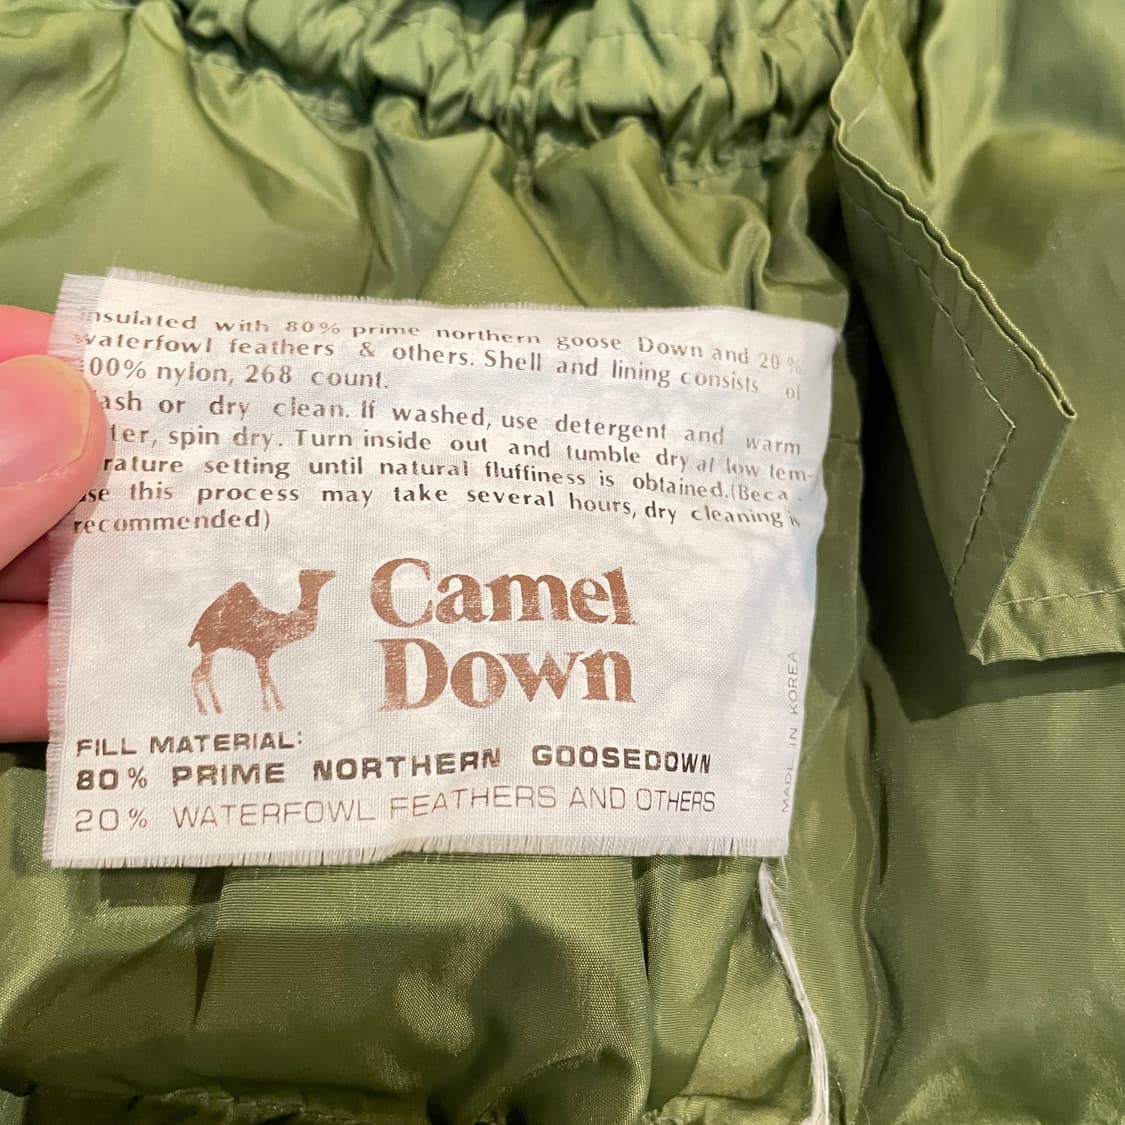 insulated with 80% prime northern goose Down and 20%
waterfowl feathers & others. Shell and lining consists of
00% nylon, 268 count.
ash or dry clean. If washed, use detergent and warm
ter, spin dry. Turn inside out and tumble dry at low tem-
rature setting until natural fluffiness is obtained.(Beca-
se this process may take several hours, dry cleaning is
recommended)
Camel
Down
FILL MATERIAL:
80% PRIME NORTHERN GOOSEDOWN
20% WATERFOWL FEATHERS AND OTHERS
MADE IN KOREA